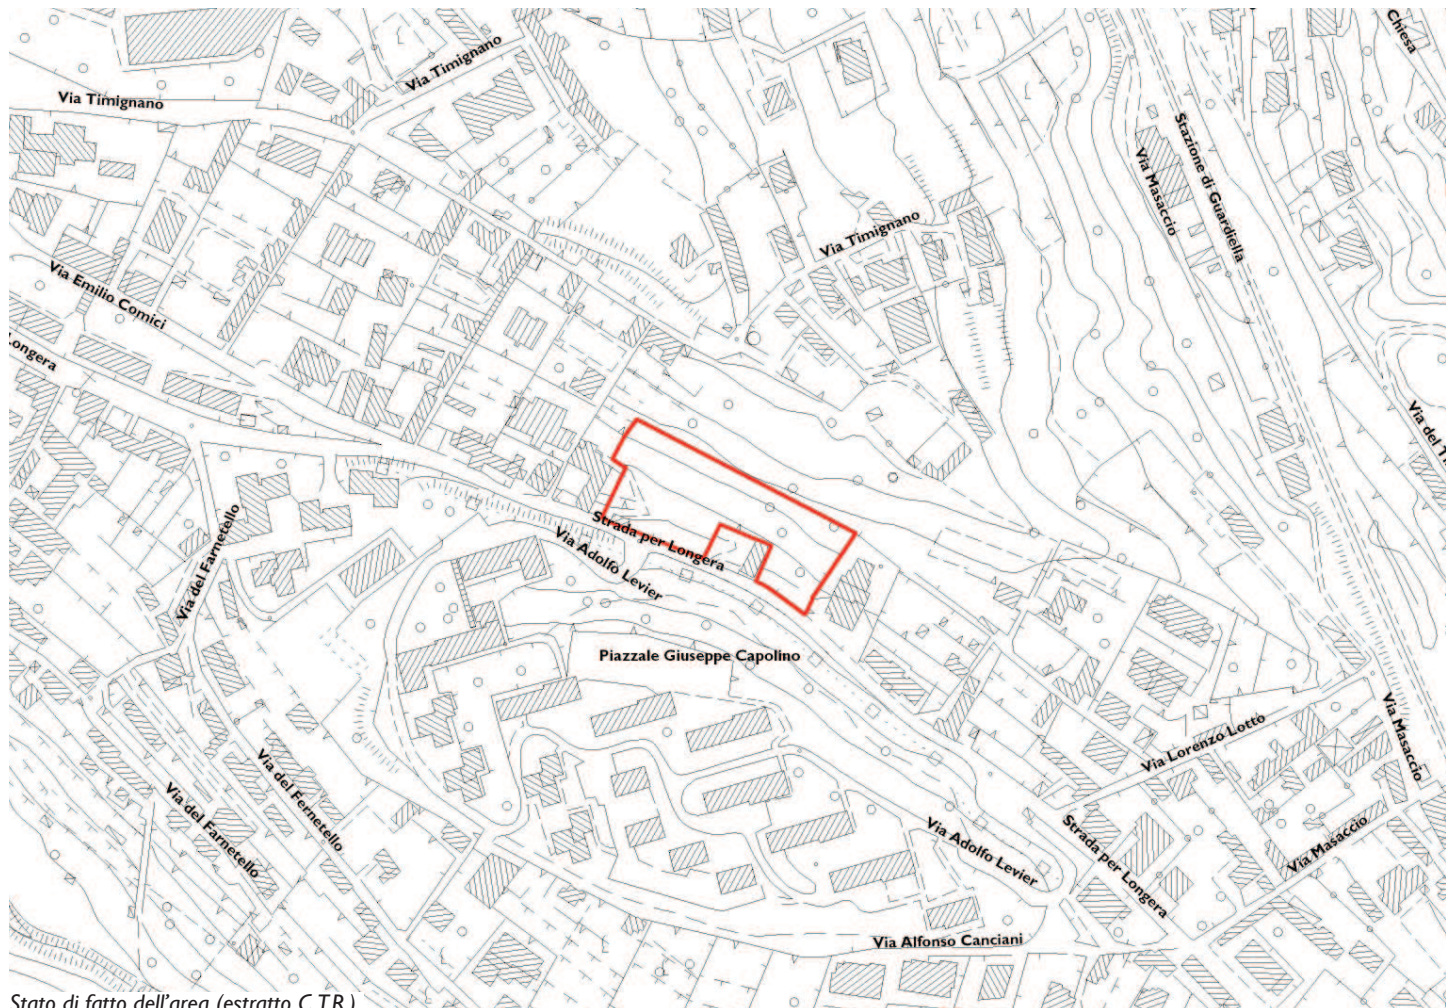 Chiesa
Via Timignano
Via Timignano
Stazione di Guardiella
Via Masaccio
Via Timignano
Via Emilio Comici
Longera
Via del T
Via del Farnetello
Strada per Longera
Via Adolfo Levier
Piazzale Giuseppe Capolino
Via Masaccio
Via Lorenzo Lotto
Via del Fernetello
Via del Farnetello
Via Adolfo Levier
Strada per Longera
Via Masaccio
Via Alfonso Canciani
Stato di fatto dell'area (estratto C.T.R.)